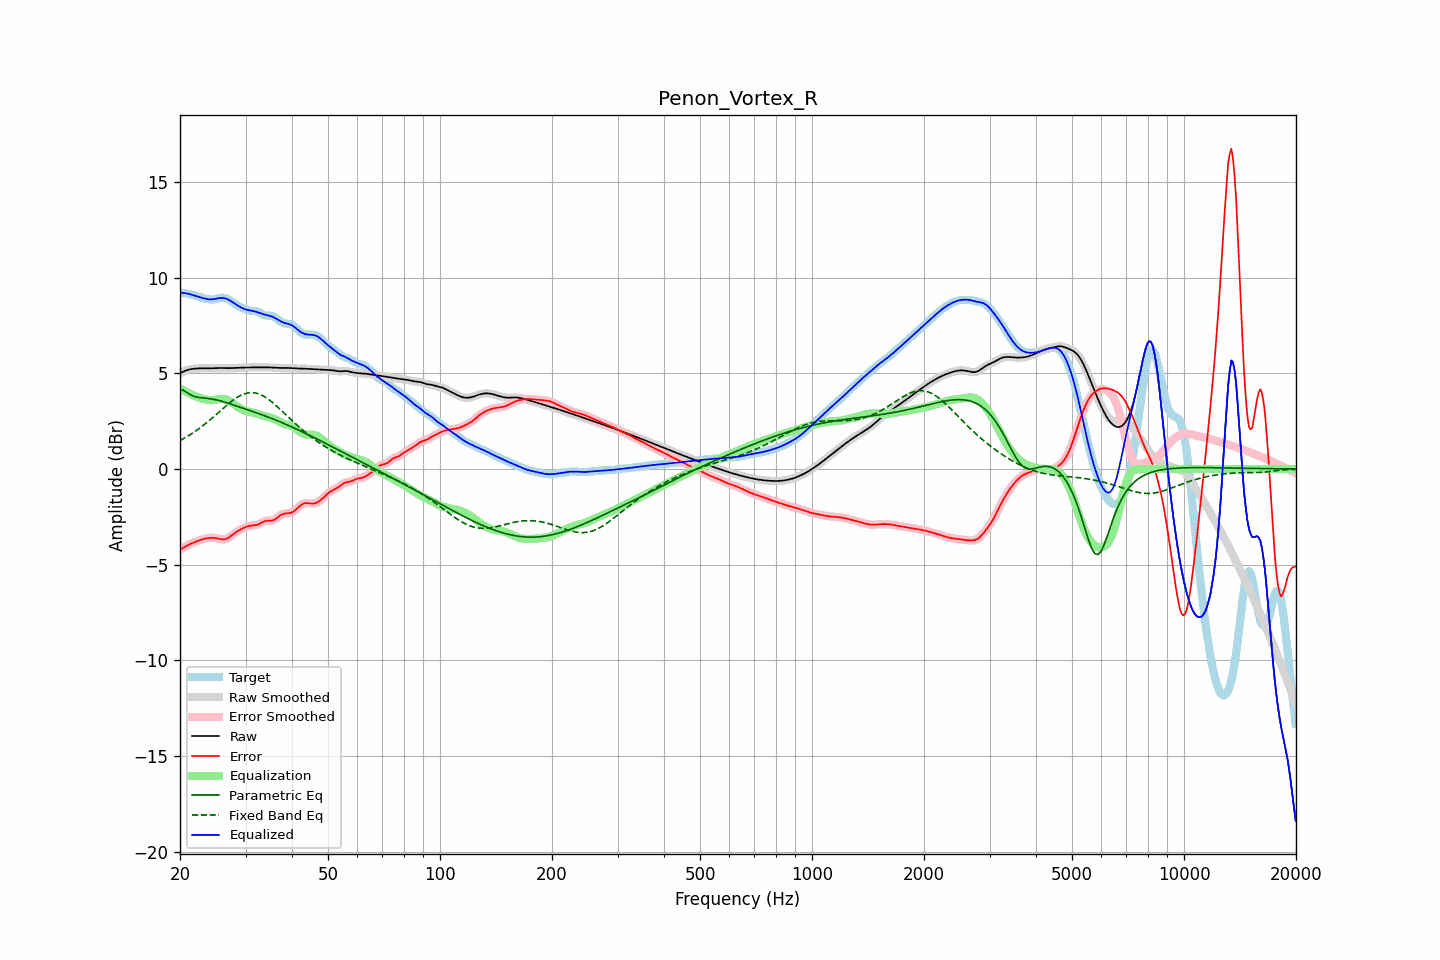 Penon_Vortex_R
Amplitude (dBr)
15
10
5
0
−5
−10
−15
−20
Target
Raw Smoothed
Error Smoothed
Raw
Error
Equalization
Parametric Eq
Fixed Band Eq
Equalized
20 50 100 200 500 1000 2000 5000 10000 20000
Frequency (Hz)